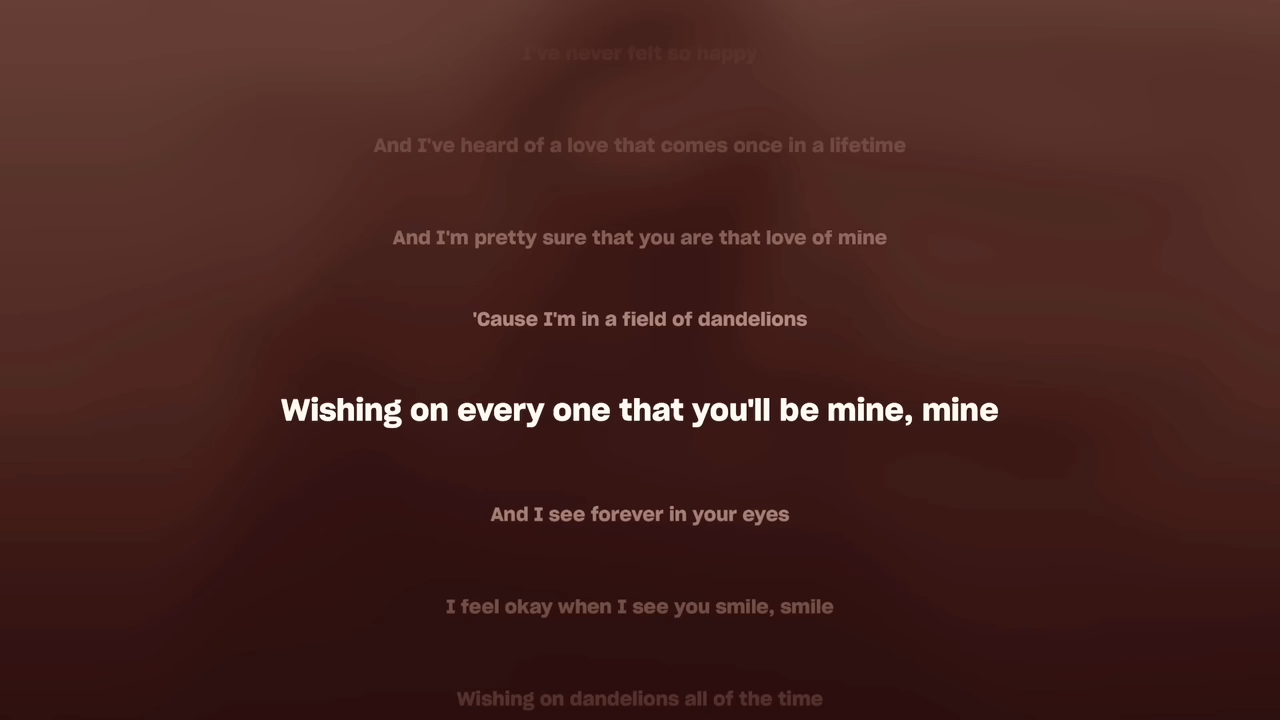 I've never felt so happy
And I've heard of a love that comes once in a lifetime
And I'm pretty sure that you are that love of mine
'Cause I'm in a field of dandelions
Wishing on every one that you'll be mine, mine
And I see forever in your eyes
I feel okay when I see you smile, smile
Wishing on dandelions all of the time